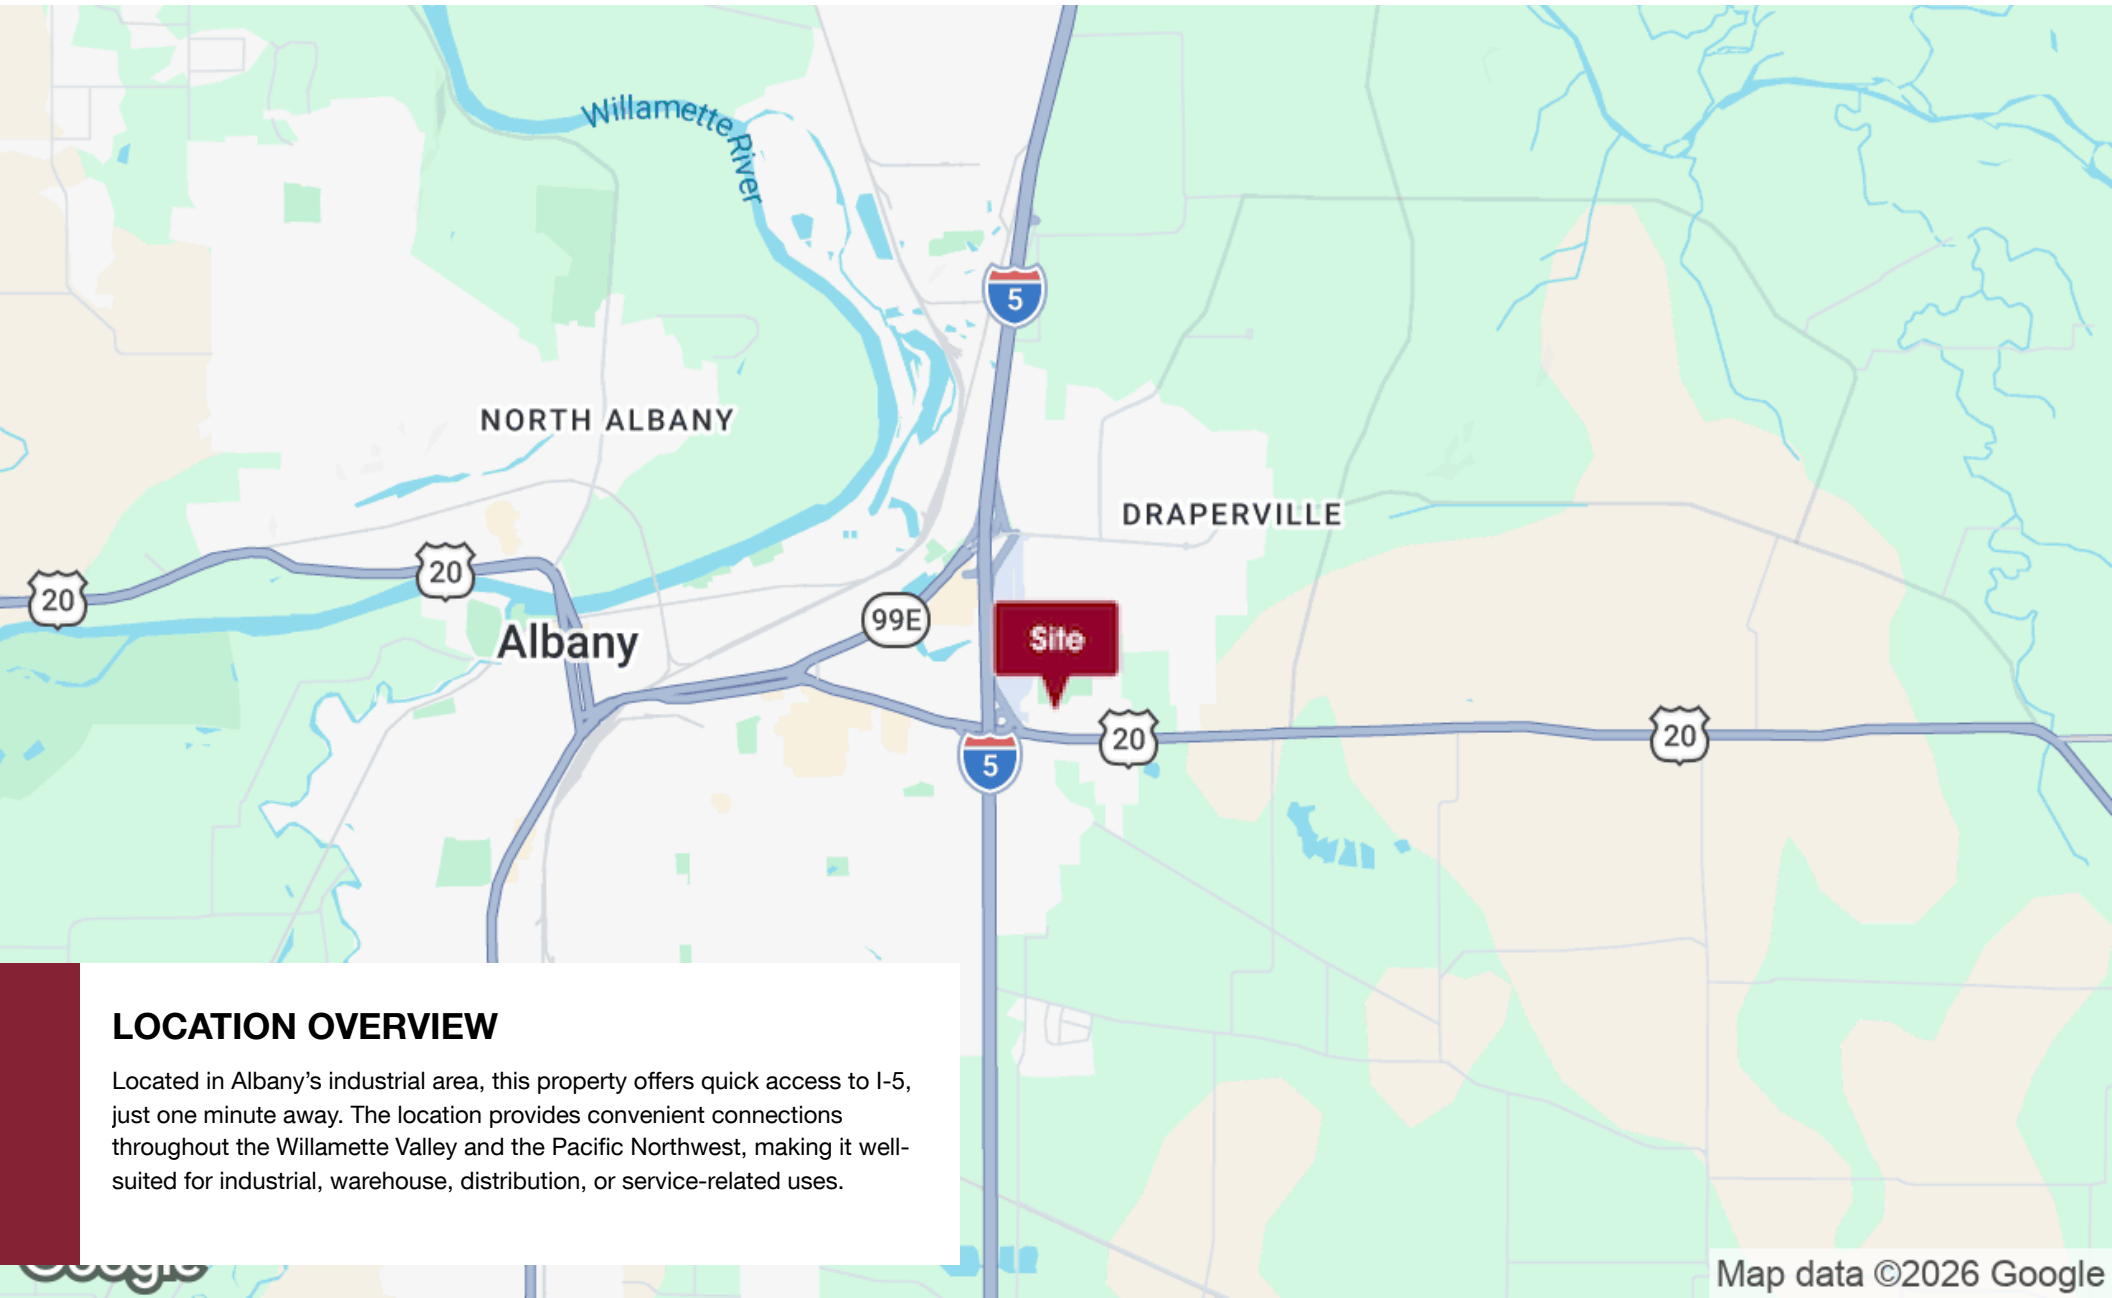 Willamette River
5
NORTH ALBANY
DRAPERVILLE
20
20
99E
Site
Albany
20
20
5
LOCATION OVERVIEW
Located in Albany’s industrial area, this property offers quick access to I-5,
just one minute away. The location provides convenient connections
throughout the Willamette Valley and the Pacific Northwest, making it well-
suited for industrial, warehouse, distribution, or service-related uses.
Google
Map data ©2026 Google